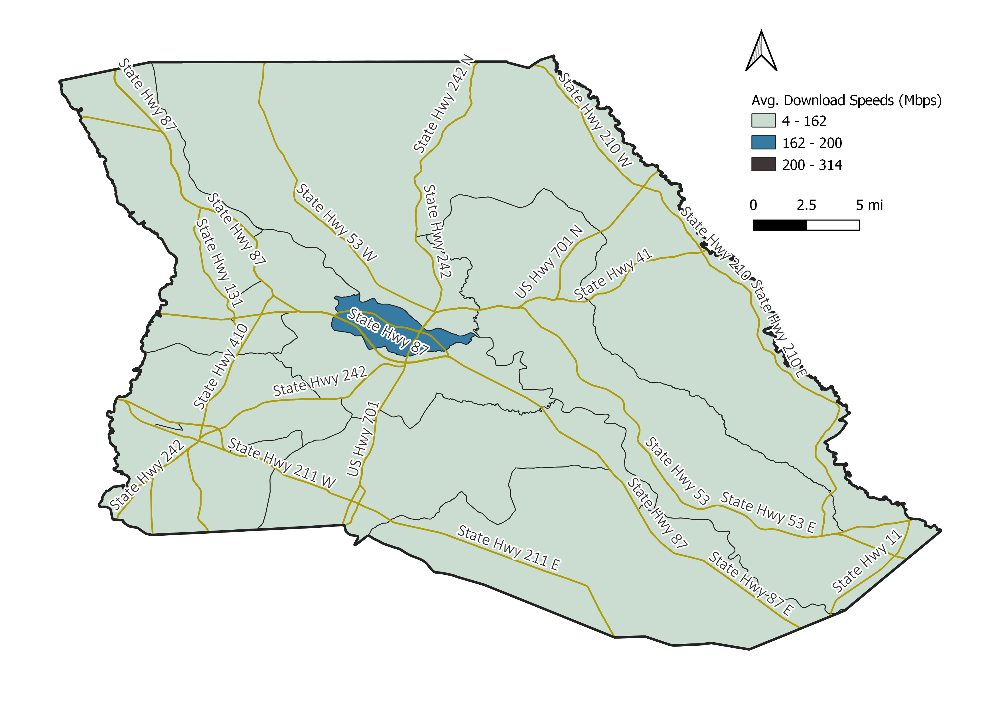 State Hwy 87
State Hwy 242 N
State Hwy 210 W
Avg. Download Speeds (Mbps)
4 - 162
162 - 200
200 - 314
0 2.5 5 mi
State Hwy 87
State Hwy 53 W
State Hwy 242
State Hwy 131
US Hwy 701 N
State Hwy 41
State Hwy 210
State Hwy 210 E
State Hwy 87
State Hwy 410
State Hwy 242
US Hwy 701
State Hwy 242
State Hwy 211 W
State Hwy 53
State Hwy 53 E
State Hwy 87
State Hwy 211 E
State Hwy 11
State Hwy 87 E